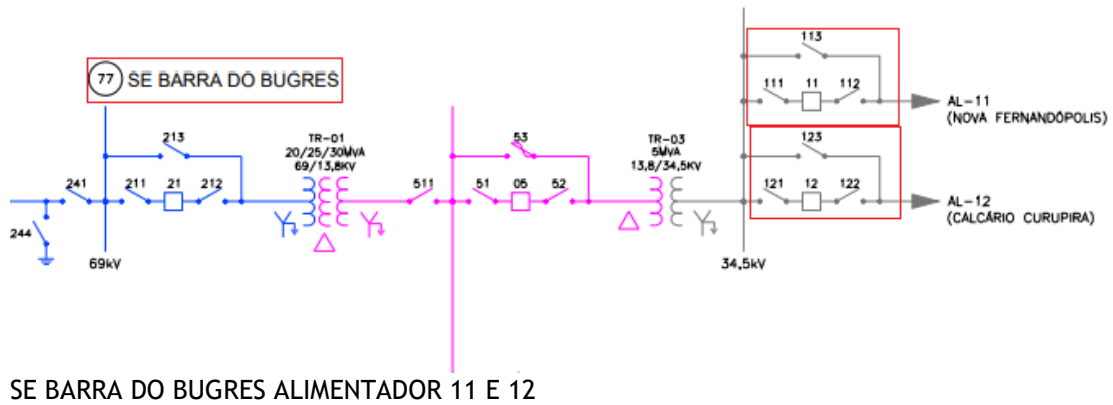 77 SE BARRA DO BUGRES
113
111 11 112
AL-11
(NOVA FERNANDÓPOLIS)
213
TR-01
20/25/30MVA
69/13,8KV
53
TR-03
5MVA
13,8/34,5KV
123
241 211 21 212
511 51 05 52
121 12 122
AL-12
(CALCÁRIO CURUPIRA)
244
69kV
34,5kV
SE BARRA DO BUGRES ALIMENTADOR 11 E 12